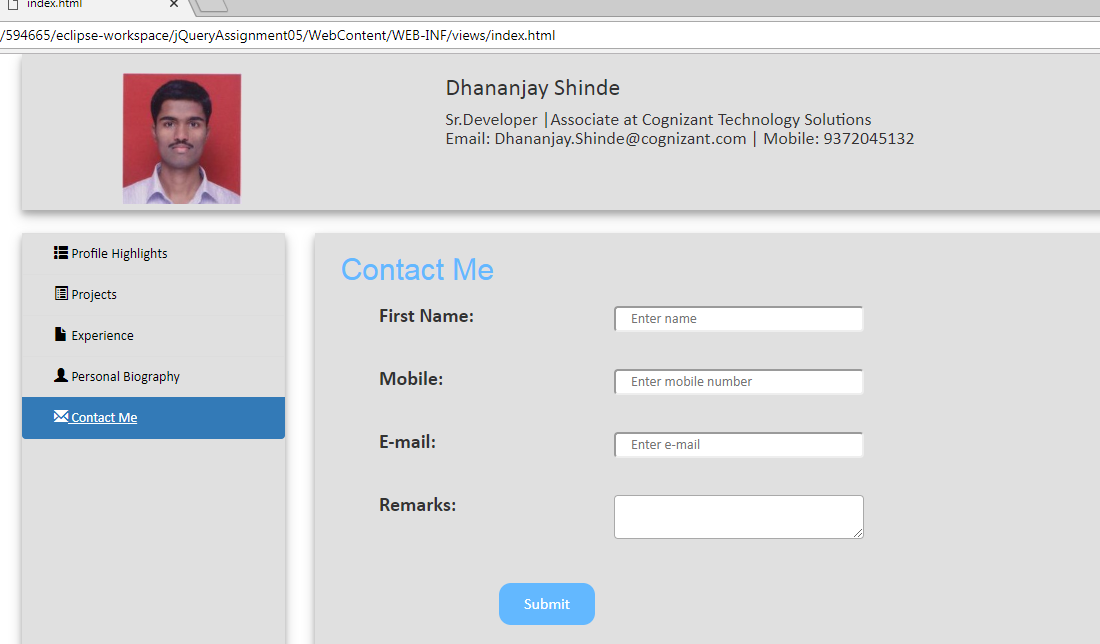 index.html
/594665/eclipse-workspace/jQueryAssignment05/WebContent/WEB-INF/views/index.html
Dhananjay Shinde
Sr.Developer |Associate at Cognizant Technology Solutions
Email: Dhananjay.Shinde@cognizant.com | Mobile: 9372045132
Profile Highlights
Projects
Experience
Personal Biography
Contact Me
Contact Me
First Name:
Enter name
Mobile:
Enter mobile number
E-mail:
Enter e-mail
Remarks:
Submit